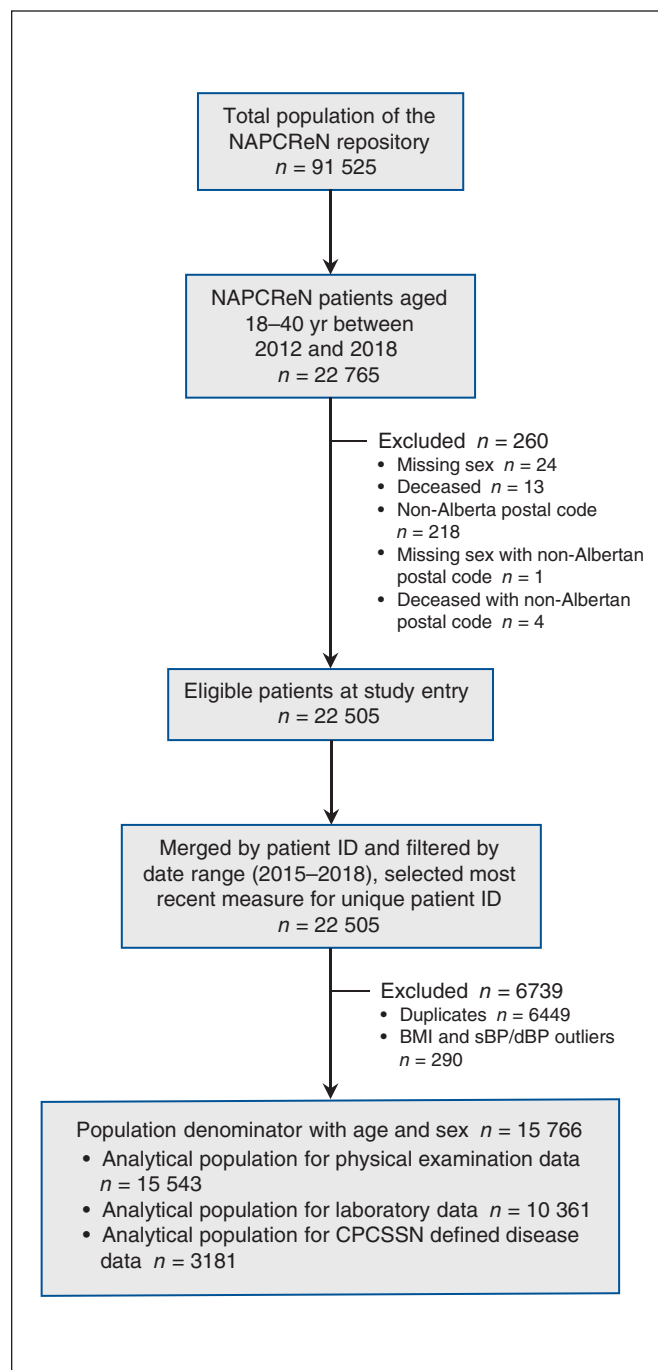 Total population of the
NAPCReN repository
n = 91 525
NAPCReN patients aged
18–40 yr between
2012 and 2018
n = 22 765
Excluded n = 260
• Missing sex n = 24
• Deceased n = 13
• Non-Alberta postal code
n = 218
• Missing sex with non-Albertan
postal code n = 1
• Deceased with non-Albertan
postal code n = 4
Eligible patients at study entry
n = 22 505
Merged by patient ID and filtered by
date range (2015–2018), selected most
recent measure for unique patient ID
n = 22 505
Excluded n = 6739
• Duplicates n = 6449
• BMI and sBP/dBP outliers
n = 290
Population denominator with age and sex n = 15 766
• Analytical population for physical examination data
n = 15 543
• Analytical population for laboratory data n = 10 361
• Analytical population for CPCSSN defined disease
data n = 3181